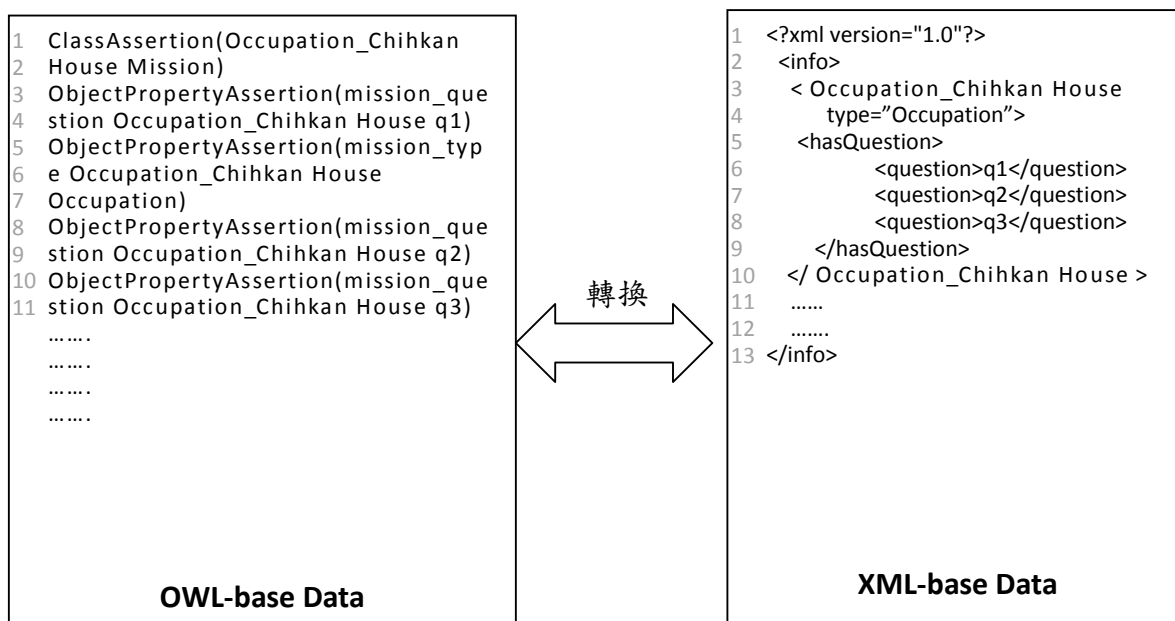 1 ClassAssertion(Occupation_Chihkan
2 House Mission)
3 ObjectPropertyAssertion(mission_que
4 stion Occupation_Chihkan House q1)
5 ObjectPropertyAssertion(mission_typ
6 e Occupation_Chihkan House
7 Occupation)
8 ObjectPropertyAssertion(mission_que
9 stion Occupation_Chihkan House q2)
10 ObjectPropertyAssertion(mission_que
11 stion Occupation_Chihkan House q3)
…….
…….
…….
…….
OWL-base Data
轉換
1 <?xml version="1.0"?>
2 <info>
3 < Occupation_Chihkan House
4 type=”Occupation”>
5 <hasQuestion>
6 <question>q1</question>
7 <question>q2</question>
8 <question>q3</question>
9 </hasQuestion>
10 </ Occupation_Chihkan House >
11 ……
12 …….
13 </info>
XML-base Data